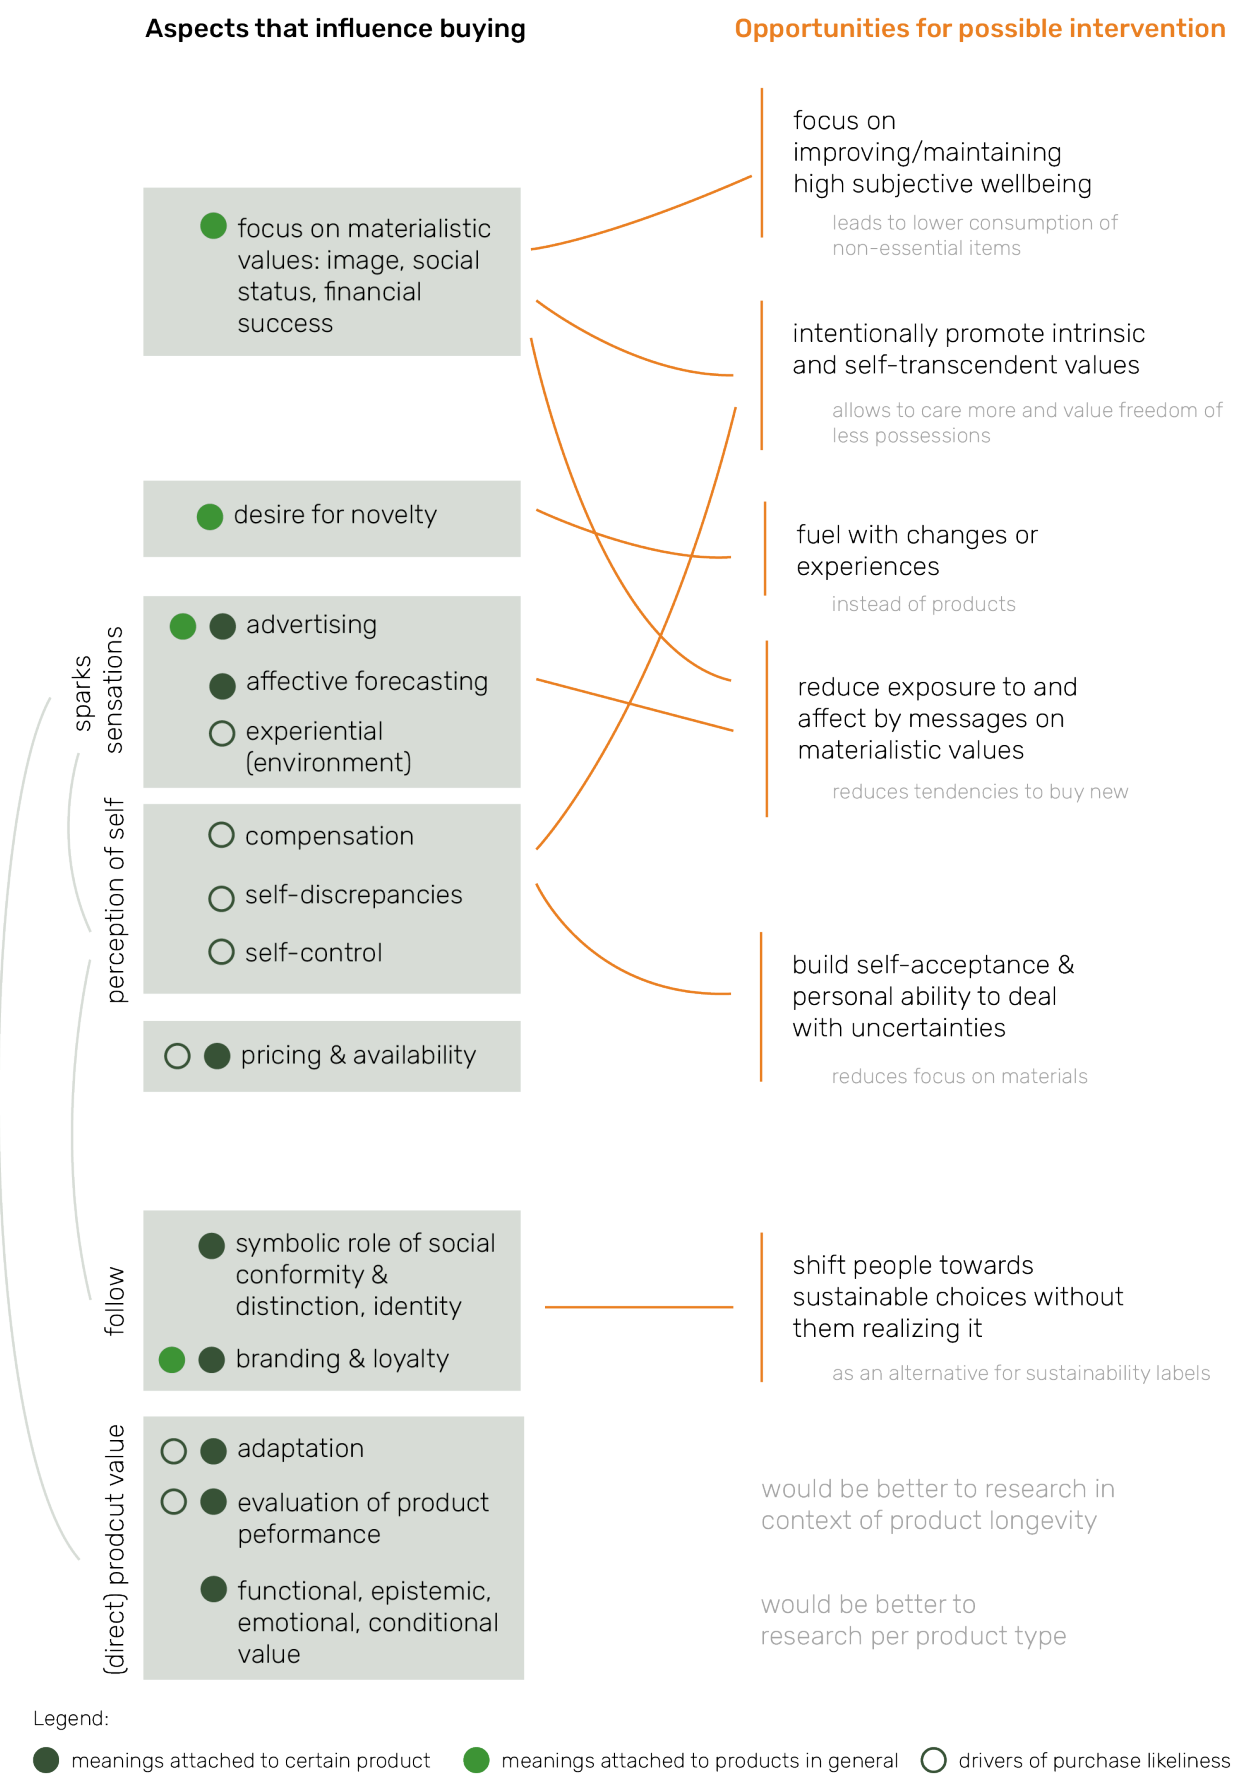 Aspects that influence buying
Opportunities for possible intervention
focus on
improving/maintaining
high subjective wellbeing
leads to lower consumption of
non-essential items
focus on materialistic
values: image, social
status, financial
success
intentionally promote intrinsic
and self-transcendent values
allows to care more and value freedom of
less possessions
desire for novelty
fuel with changes or
experiences
instead of products
sparks
sensations
advertising
affective forecasting
experiential
(environment)
reduce exposure to and
affect by messages on
materialistic values
reduces tendencies to buy new
perception of self
compensation
self-discrepancies
self-control
build self-acceptance &
personal ability to deal
with uncertainties
reduces focus on materials
pricing & availability
follow
symbolic role of social
conformity &
distinction, identity
branding & loyalty
shift people towards
sustainable choices without
them realizing it
as an alternative for sustainability labels
(direct) prodcut value
adaptation
evaluation of product
peformance
functional, epistemic,
emotional, conditional
value
would be better to research in
context of product longevity
would be better to
research per product type
Legend:
meanings attached to certain product
meanings attached to products in general
drivers of purchase likeliness